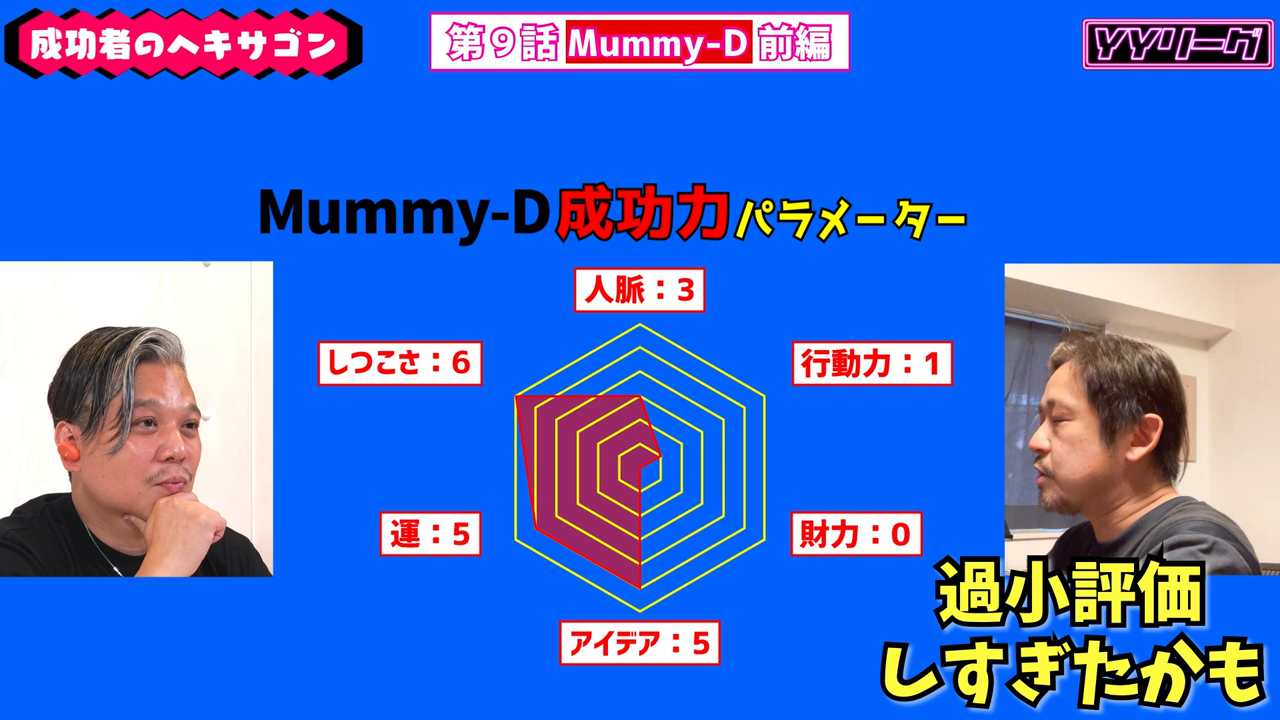 成功者のヘキサゴン
第9話 Mummy-D 前編
YYリーグ
Mummy-D成功力パラメーター
人脈：3
しつこさ：6
行動力：1
運：5
財力：0
アイデア：5
過小評価
しすぎたかも